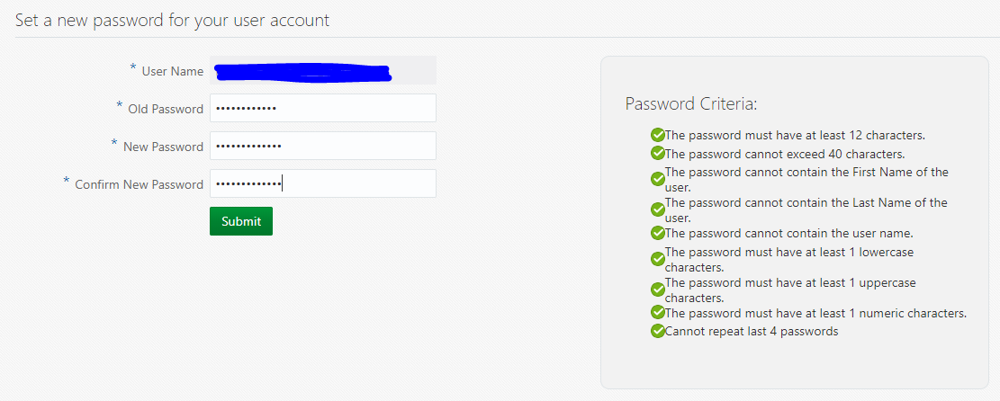 Set a new password for your user account
* User Name
* Old Password ••••••••••••
* New Password •••••••••••••
* Confirm New Password •••••••••••••
Submit
Password Criteria:
The password must have at least 12 characters.
The password cannot exceed 40 characters.
The password cannot contain the First Name of the
user.
The password cannot contain the Last Name of the
user.
The password cannot contain the user name.
The password must have at least 1 lowercase
characters.
The password must have at least 1 uppercase
characters.
The password must have at least 1 numeric characters.
Cannot repeat last 4 passwords